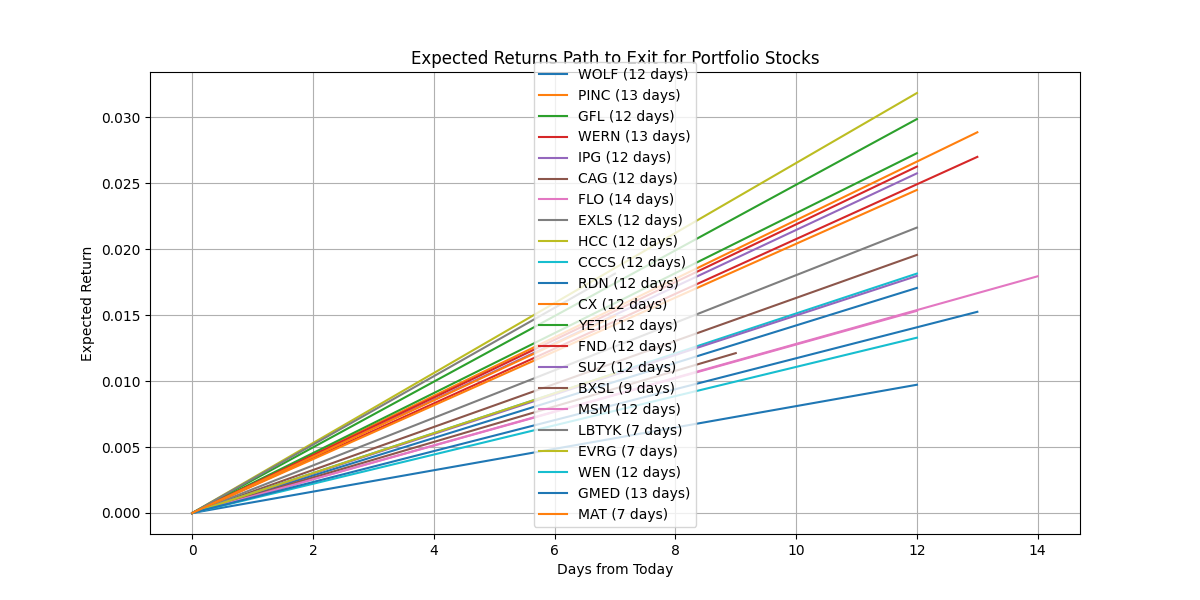 Expected Returns Path to Exit for Portfolio Stocks
WOLF (12 days)
PINC (13 days)
GFL (12 days)
WERN (13 days)
IPG (12 days)
CAG (12 days)
FLO (14 days)
EXLS (12 days)
HCC (12 days)
CCCS (12 days)
RDN (12 days)
CX (12 days)
YETI (12 days)
FND (12 days)
SUZ (12 days)
BXSL (9 days)
MSM (12 days)
LBTYK (7 days)
EVRG (7 days)
WEN (12 days)
GMED (13 days)
MAT (7 days)
Expected Return
0.030
0.025
0.020
0.015
0.010
0.005
0.000
0 2 4 6 8 10 12 14
Days from Today